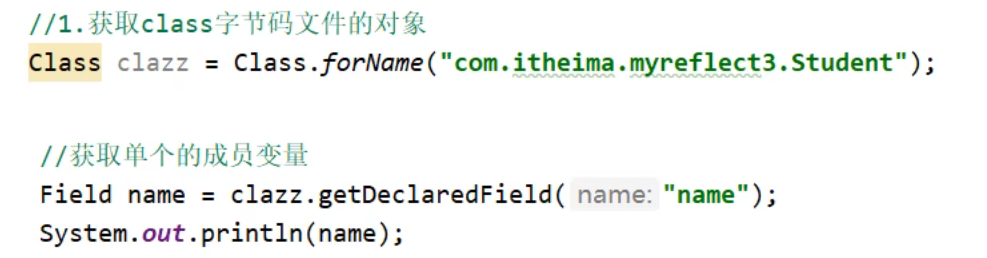 //1.获取class字节码文件的对象
Class clazz = Class.forName("com.itheima.myreflect3.Student");
//获取单个的成员变量
Field name = clazz.getDeclaredField( name: "name");
System.out.println(name);